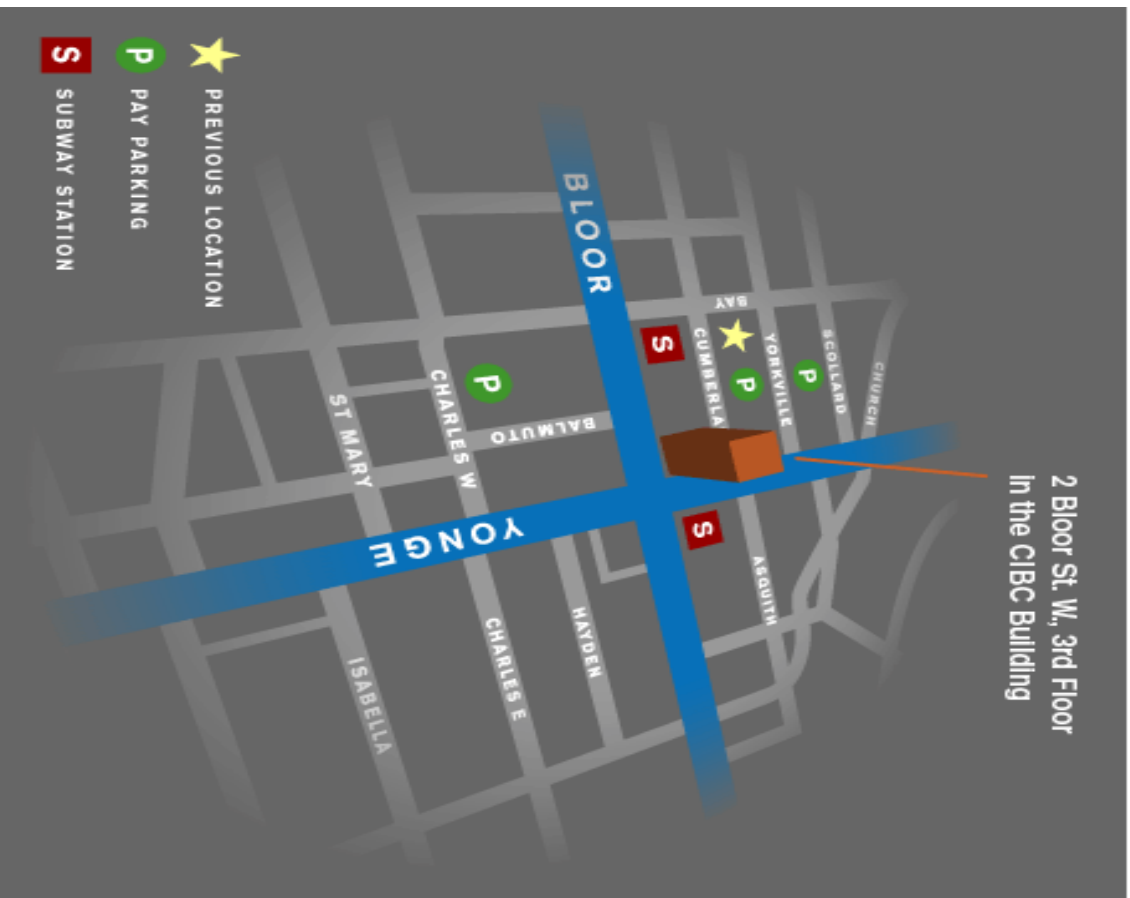 2 Bloor St. W., 3rd Floor
in the CIBC Building
CHURCH
SCOLLARD
YORKVILLE
BAY
CUMBERLA
ASQUITH
BLOOR
BALMUTO
HAYDEN
YONGE
CHARLES W
CHARLES E
ST MARY
ISABELLA
P
P
S
S
P
PREVIOUS LOCATION
P PAY PARKING
S SUBWAY STATION